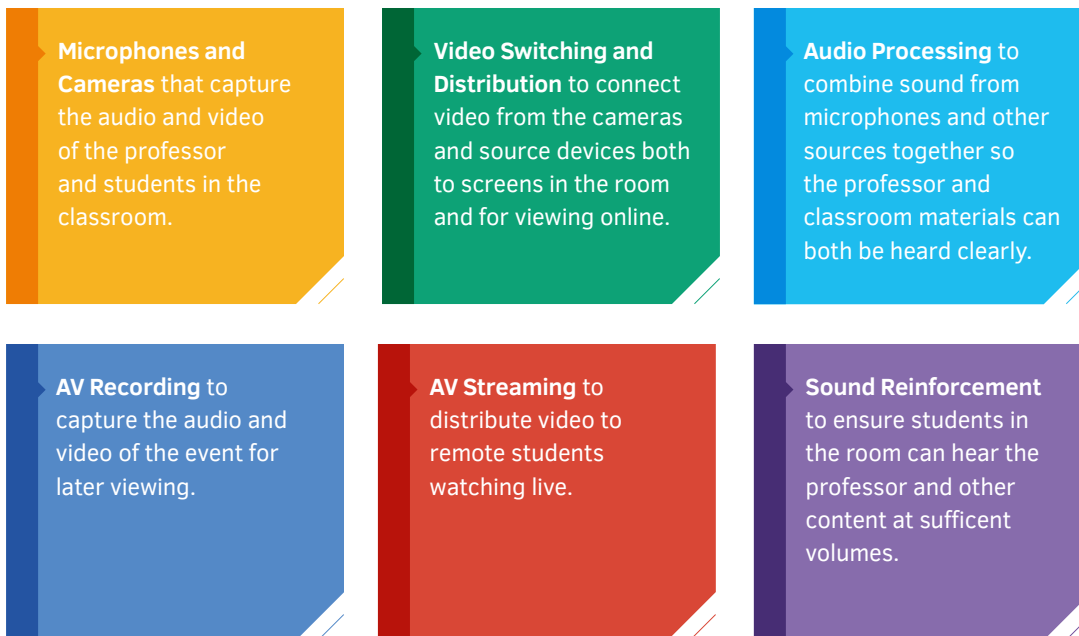 Microphones and
Cameras that capture
the audio and video
of the professor
and students in the
classroom.
Video Switching and
Distribution to connect
video from the cameras
and source devices both
to screens in the room
and for viewing online.
Audio Processing to
combine sound from
microphones and other
sources together so
the professor and
classroom materials can
both be heard clearly.
AV Recording to
capture the audio and
video of the event for
later viewing.
AV Streaming to
distribute video to
remote students
watching live.
Sound Reinforcement
to ensure students in
the room can hear the
professor and other
content at sufficent
volumes.